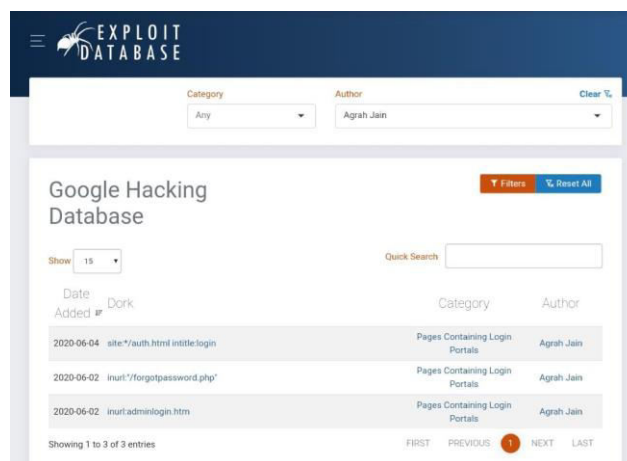 EXPLOIT
DATABASE
Category
Author
Clear
Any
Agrah Jain
Google Hacking
Database
Filters
Reset All
Show 15
Quick Search
Date
Added
Dork
Category
Author
2020-06-04 site:*/auth.html intitle:login Pages Containing Login Portals Agrah Jain
2020-06-02 inurl:"/forgotpassword.php" Pages Containing Login Portals Agrah Jain
2020-06-02 inurl:adminlogin.htm Pages Containing Login Portals Agrah Jain
Showing 1 to 3 of 3 entries
FIRST PREVIOUS 1 NEXT LAST